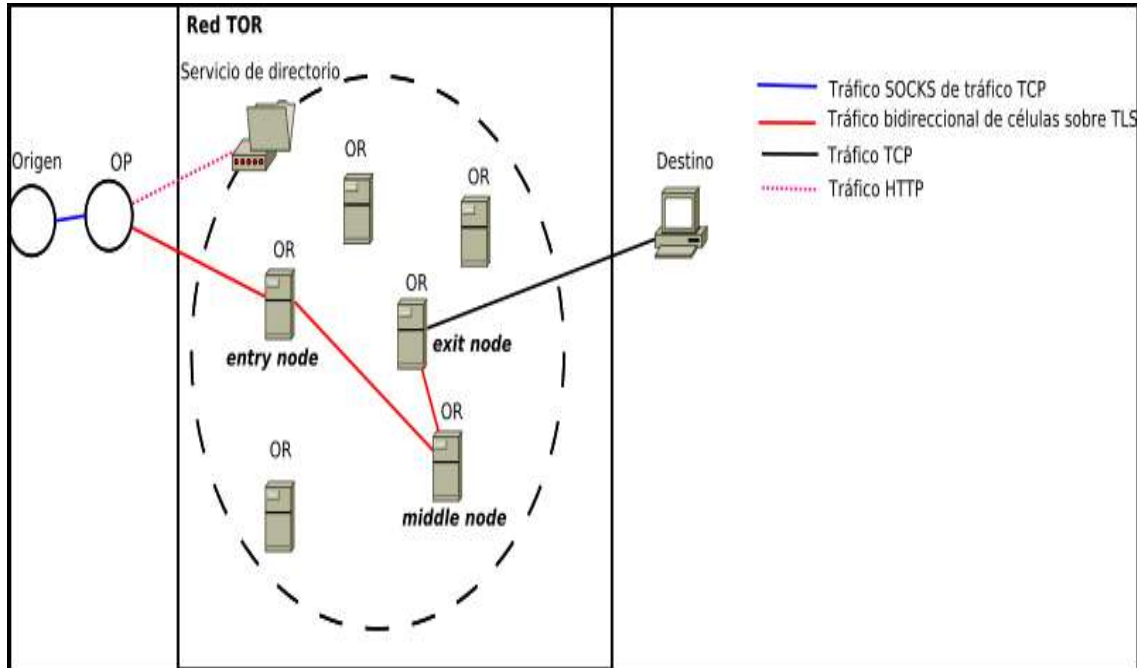 Red TOR
Servicio de directorio
Origen
OP
OR
OR
OR
entry node
OR
exit node
OR
middle node
OR
Destino
Tráfico SOCKS de tráfico TCP
Tráfico bidireccional de células sobre TLS
Tráfico TCP
Tráfico HTTP